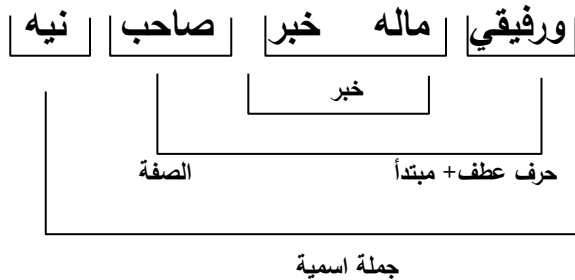 ورفيقي ماله خبر صاحب نيه
خبر
حرف عطف+ مبتدأ الصفة
جملة اسمية